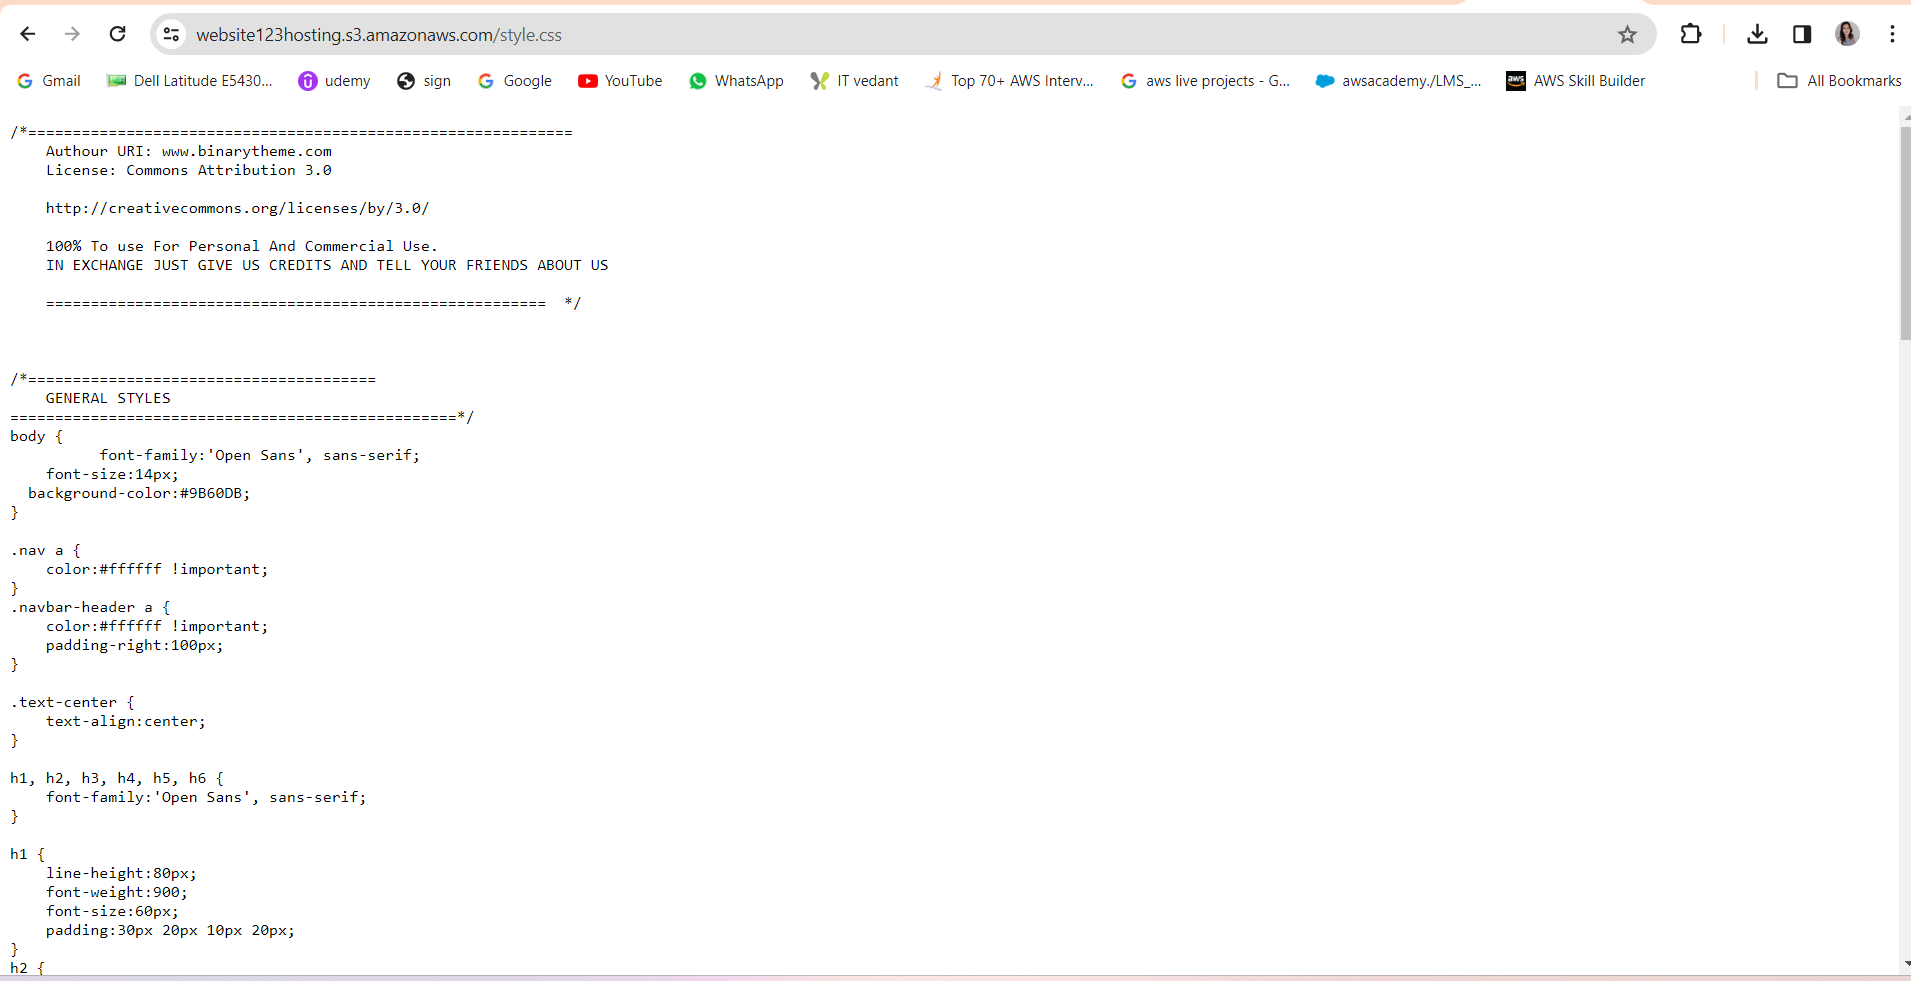 website123hosting.s3.amazonaws.com/style.css
Gmail Dell Latitude E5430... udemy sign Google YouTube WhatsApp IT vedant Top 70+ AWS Interv... aws live projects - G... awsacademy./LMS_... aws AWS Skill Builder All Bookmarks
/*=============================================================
    Authour URI: www.binarytheme.com
    License: Commons Attribution 3.0

    http://creativecommons.org/licenses/by/3.0/

    100% To use For Personal And Commercial Use.
    IN EXCHANGE JUST GIVE US CREDITS AND TELL YOUR FRIENDS ABOUT US

    ========================================================  */

/*=======================================
    GENERAL STYLES
==================================================*/
body {
          font-family:'Open Sans', sans-serif;
    font-size:14px;
  background-color:#9B60DB;
}

.nav a {
    color:#ffffff !important;
}
.navbar-header a {
    color:#ffffff !important;
    padding-right:100px;
}

.text-center {
    text-align:center;
}

h1, h2, h3, h4, h5, h6 {
    font-family:'Open Sans', sans-serif;
}

h1 {
    line-height:80px;
    font-weight:900;
    font-size:60px;
    padding:30px 20px 10px 20px;
}
h2 {